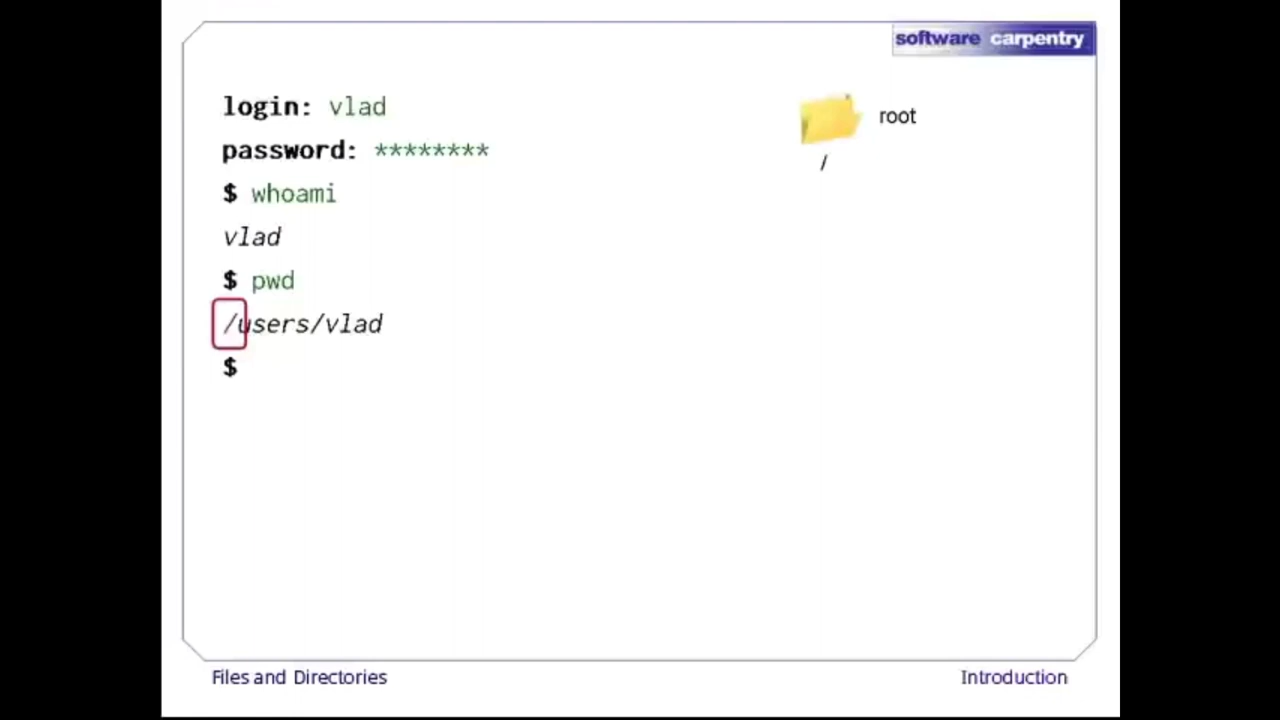 software carpentry
login: vlad
password: ********
$ whoami
vlad
$ pwd
/users/vlad
$
root
/
Files and Directories
Introduction